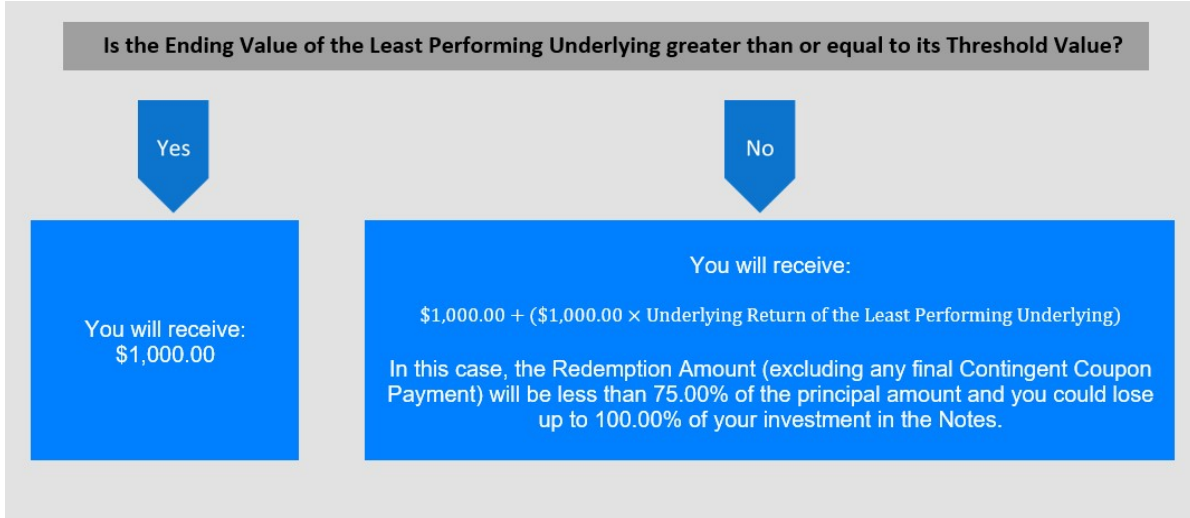 Is the Ending Value of the Least Performing Underlying greater than or equal to its Threshold Value?
Yes
No
You will receive:
$1,000.00
You will receive:
$1,000.00 + ($1,000.00 × Underlying Return of the Least Performing Underlying)
In this case, the Redemption Amount (excluding any final Contingent Coupon
Payment) will be less than 75.00% of the principal amount and you could lose
up to 100.00% of your investment in the Notes.